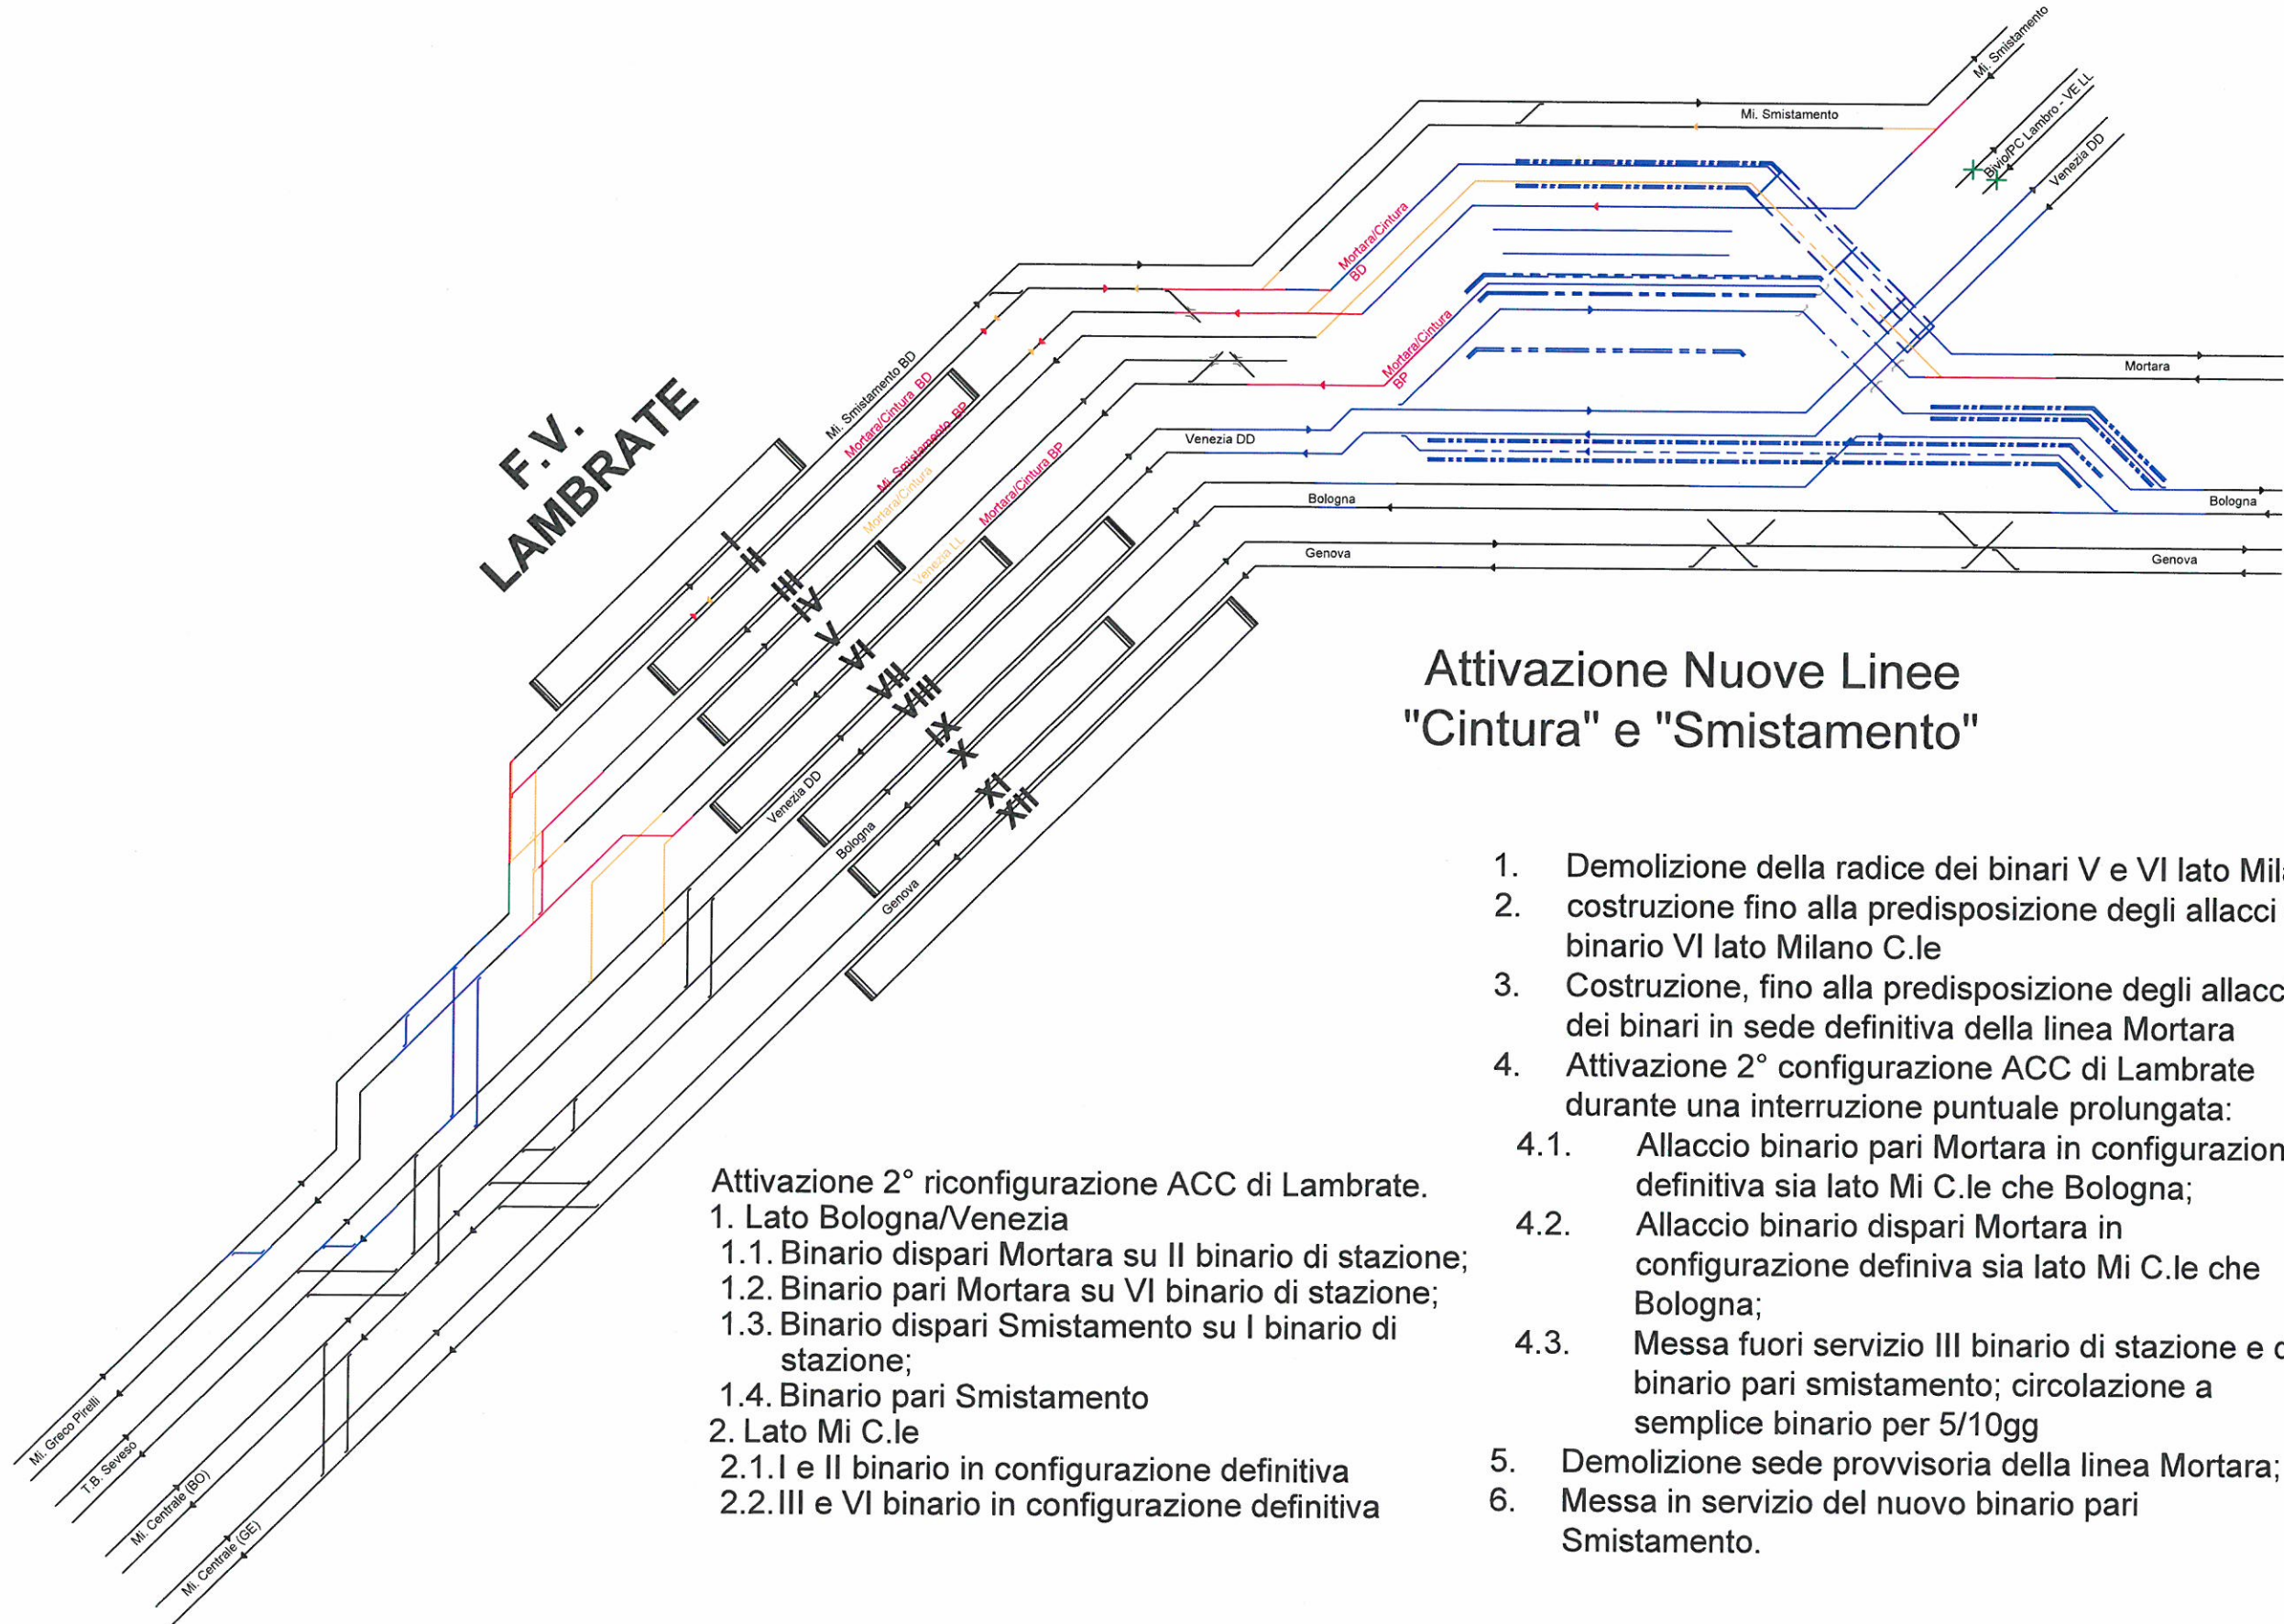 Mi. Smistamento
Mi. Smistamento
Bivio/PC Lambro - VE LL
Venezia DD
Mortara/Cintura
BD
Mortara/Cintura
BP
Mortara
Mi. Smistamento BD
Mortara/Cintura BD
Mi. Smistamento BP
Mortara/Cintura
Venezia LL
Mortara/Cintura BP
Venezia DD
Bologna
Bologna
Genova
Genova
F.V.
LAMBRATE
I
II
III
IV
V
VI
VII
VIII
IX
X
XI
XII
Venezia DD
Bologna
Genova
Attivazione Nuove Linee
"Cintura" e "Smistamento"
1. Demolizione della radice dei binari V e VI lato
2. costruzione fino alla predisposizione degli allacci
binario VI lato Milano C.le
3. Costruzione, fino alla predisposizione degli
dei binari in sede definitiva della linea Mortara
4. Attivazione 2° configurazione ACC di Lambrate
durante una interruzione puntuale prolungata:
4.1. Allaccio binario pari Mortara in
definitiva sia lato Mi C.le che Bologna;
4.2. Allaccio binario dispari Mortara in
configurazione definiva sia lato Mi C.le che
Bologna;
4.3. Messa fuori servizio III binario di stazione e
binario pari smistamento; circolazione a
semplice binario per 5/10gg
5. Demolizione sede provvisoria della linea Mortara;
6. Messa in servizio del nuovo binario pari
Smistamento.
Attivazione 2° riconfigurazione ACC di Lambrate.
1. Lato Bologna/Venezia
1.1. Binario dispari Mortara su II binario di stazione;
1.2. Binario pari Mortara su VI binario di stazione;
1.3. Binario dispari Smistamento su I binario di
stazione;
1.4. Binario pari Smistamento
2. Lato Mi C.le
2.1. I e II binario in configurazione definitiva
2.2. III e VI binario in configurazione definitiva
Mi. Greco Pirelli
T.B. Seveso
Mi. Centrale (BO)
Mi. Centrale (GE)